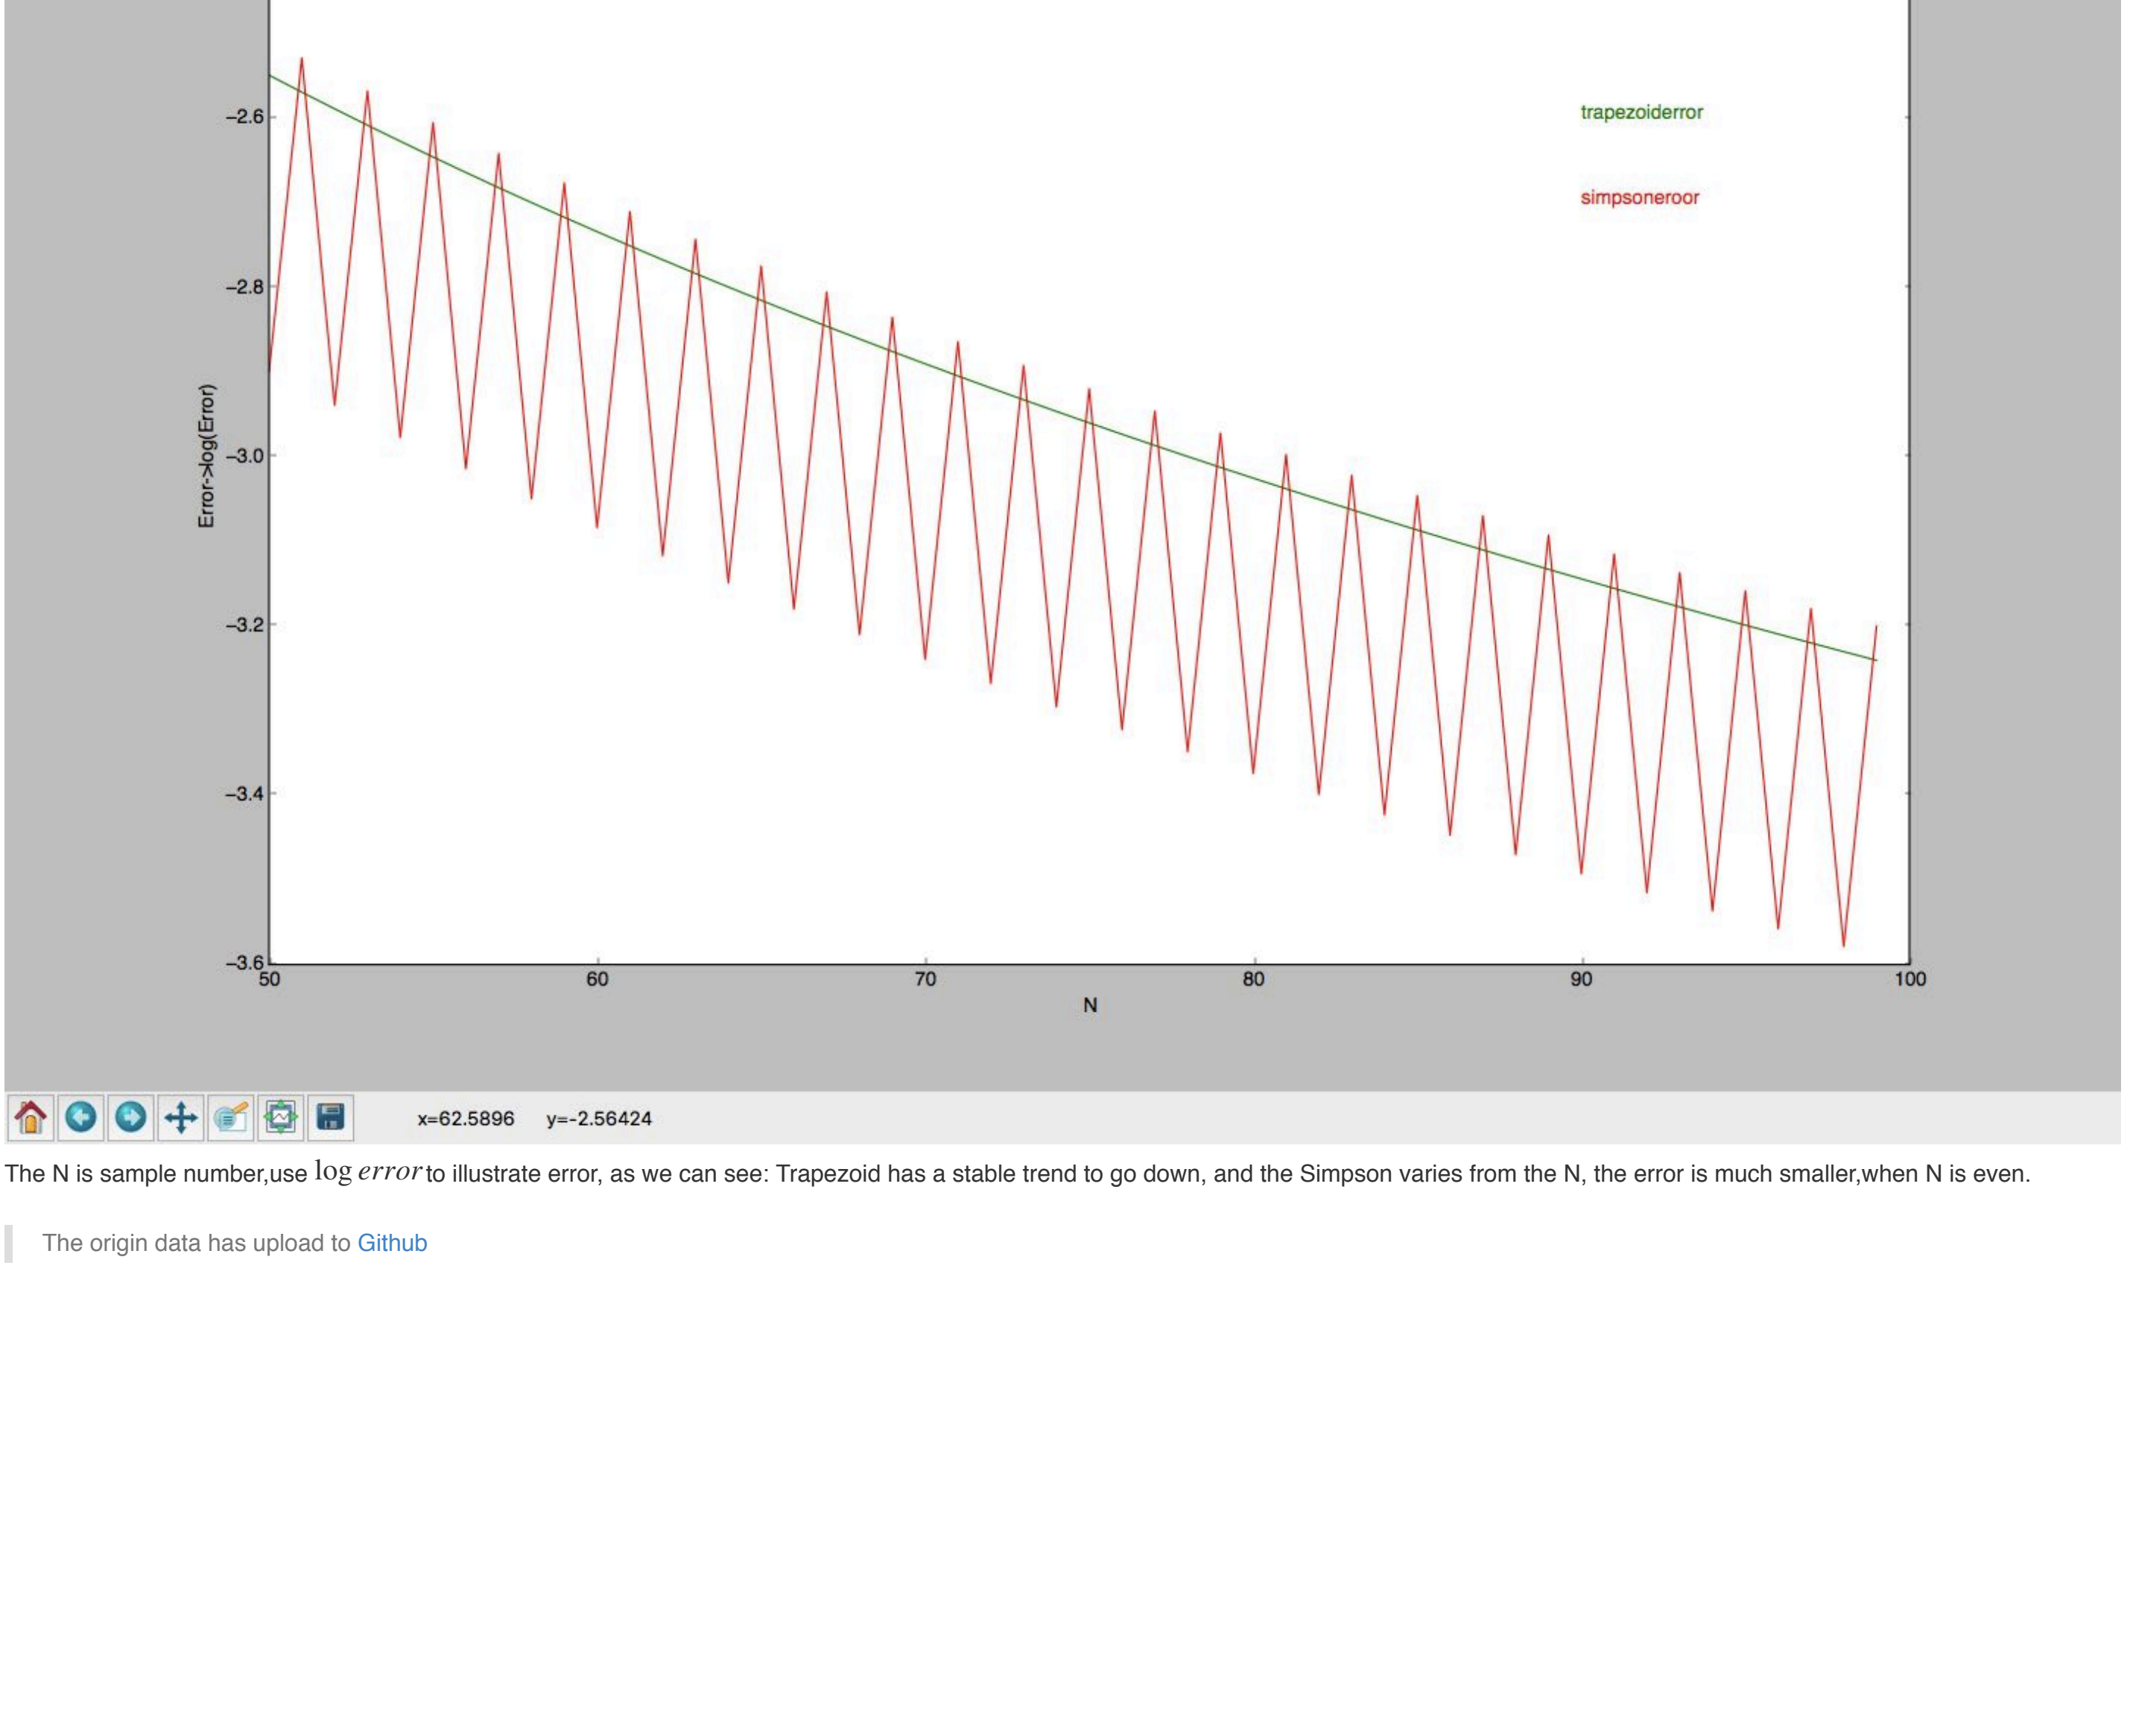 −2.6
trapezoiderror
simpsoneroor
−2.8
Error->log(Error)
−3.0
−3.2
−3.4
−3.6
50 60 70 80 90 100
N
x=62.5896 y=-2.56424
The N is sample number,use log error to illustrate error, as we can see: Trapezoid has a stable trend to go down, and the Simpson varies from the N, the error is much smaller,when N is even.
The origin data has upload to Github